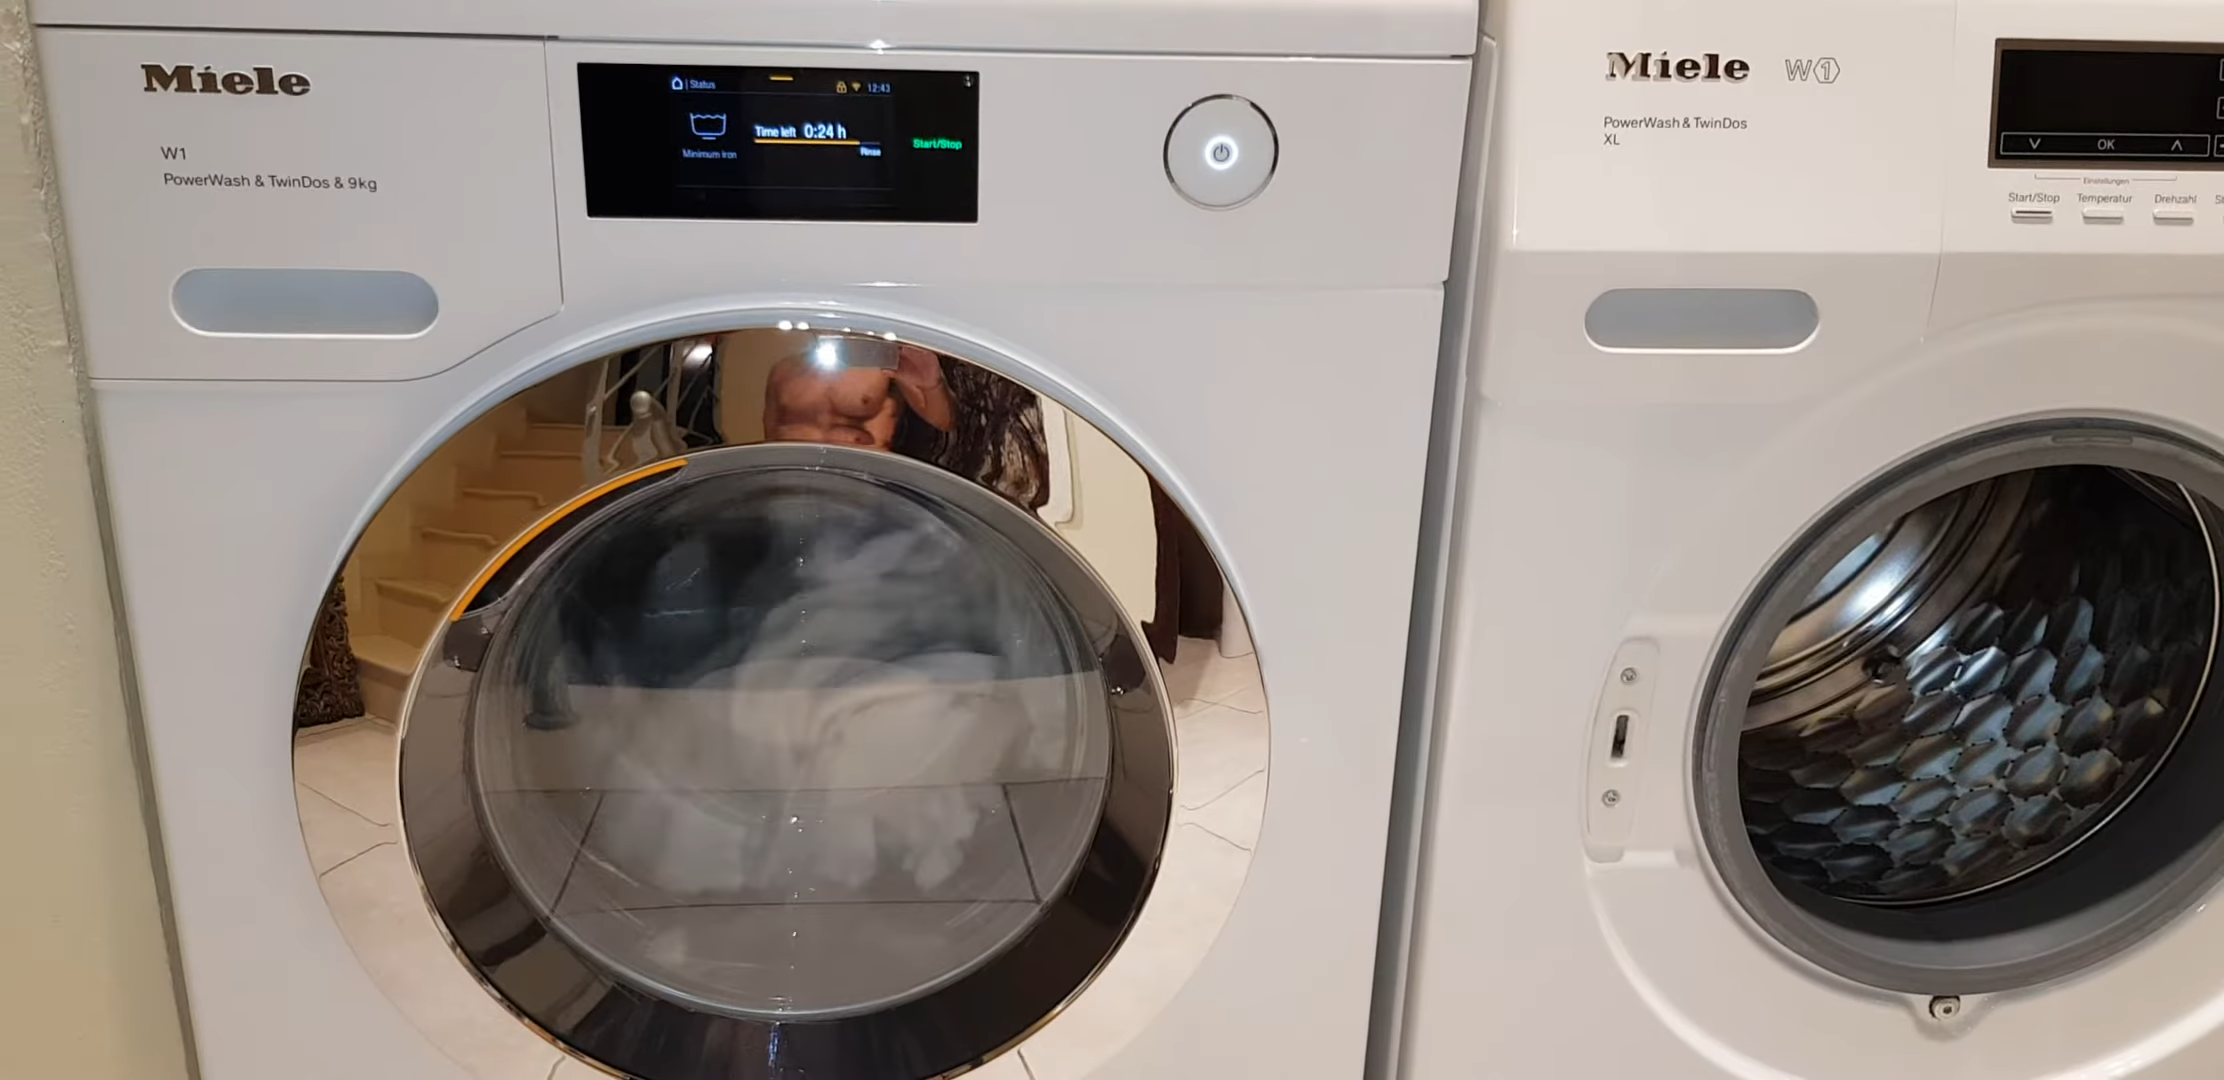 Miele
W1
PowerWash & TwinDos & 9kg
Status
12:43
Time left 0:24 h
Rinse
Minimum iron
Start/Stop
Miele W1
PowerWash & TwinDos
XL
OK
Einstellungen
Start/Stop Temperatur Drehzahl